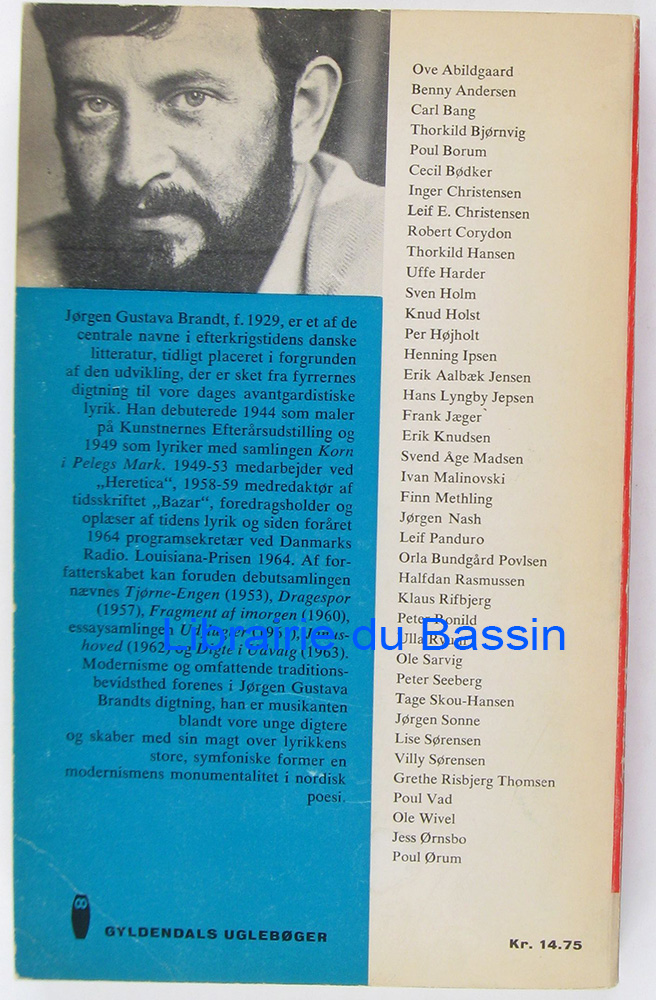 Jørgen Gustava Brandt, f. 1929, er et af de
centrale navne i efterkrigstidens danske
litteratur, tidligt placeret i forgrunden
af den udvikling, der er sket fra fyrrernes
digtning til vore dages avantgardistiske
lyrik. Han debuterede 1944 som maler
på Kunstnernes Efterårsudstilling og
1949 som lyriker med samlingen Korn
i Pelegs Mark. 1949-53 medarbejder ved
„Heretica“, 1958-59 medredaktør af
tidsskriftet „Bazar“, foredragsholder og
oplæser af tidens lyrik og siden foråret
1964 programsekretær ved Danmarks
Radio. Louisiana-Prisen 1964. Af for-
fatterskabet kan foruden debutsamlingen
nævnes Tjørne-Engen (1953), Dragespor
(1957), Fragment af imorgen (1960),
essaysamlingen
hoved (1962) og Digte i Udvalg (1963).
Modernisme og omfattende traditions-
bevidsthed forenes i Jørgen Gustava
Brandts digtning, han er musikanten
blandt vore unge digtere
og skaber med sin magt over lyrikkens
store, symfoniske former en
modernismens monumentalitet i nordisk
poesi.
GYLDENDALS UGLEBØGER
Ove Abildgaard
Benny Andersen
Carl Bang
Thorkild Bjørnvig
Poul Borum
Cecil Bødker
Inger Christensen
Leif E. Christensen
Robert Corydon
Thorkild Hansen
Uffe Harder
Sven Holm
Knud Holst
Per Højholt
Henning Ipsen
Erik Aalbæk Jensen
Hans Lyngby Jepsen
Frank Jæger
Erik Knudsen
Svend Åge Madsen
Ivan Malinovski
Finn Methling
Jørgen Nash
Leif Panduro
Orla Bundgård Povlsen
Halfdan Rasmussen
Klaus Rifbjerg
Peter Ronild
Ulla Ryum
Ole Sarvig
Peter Seeberg
Tage Skou-Hansen
Jørgen Sonne
Lise Sørensen
Villy Sørensen
Grethe Risbjerg Thomsen
Poul Vad
Ole Wivel
Jess Ørnsbo
Poul Ørum
Kr. 14.75
Librairie du Bassin